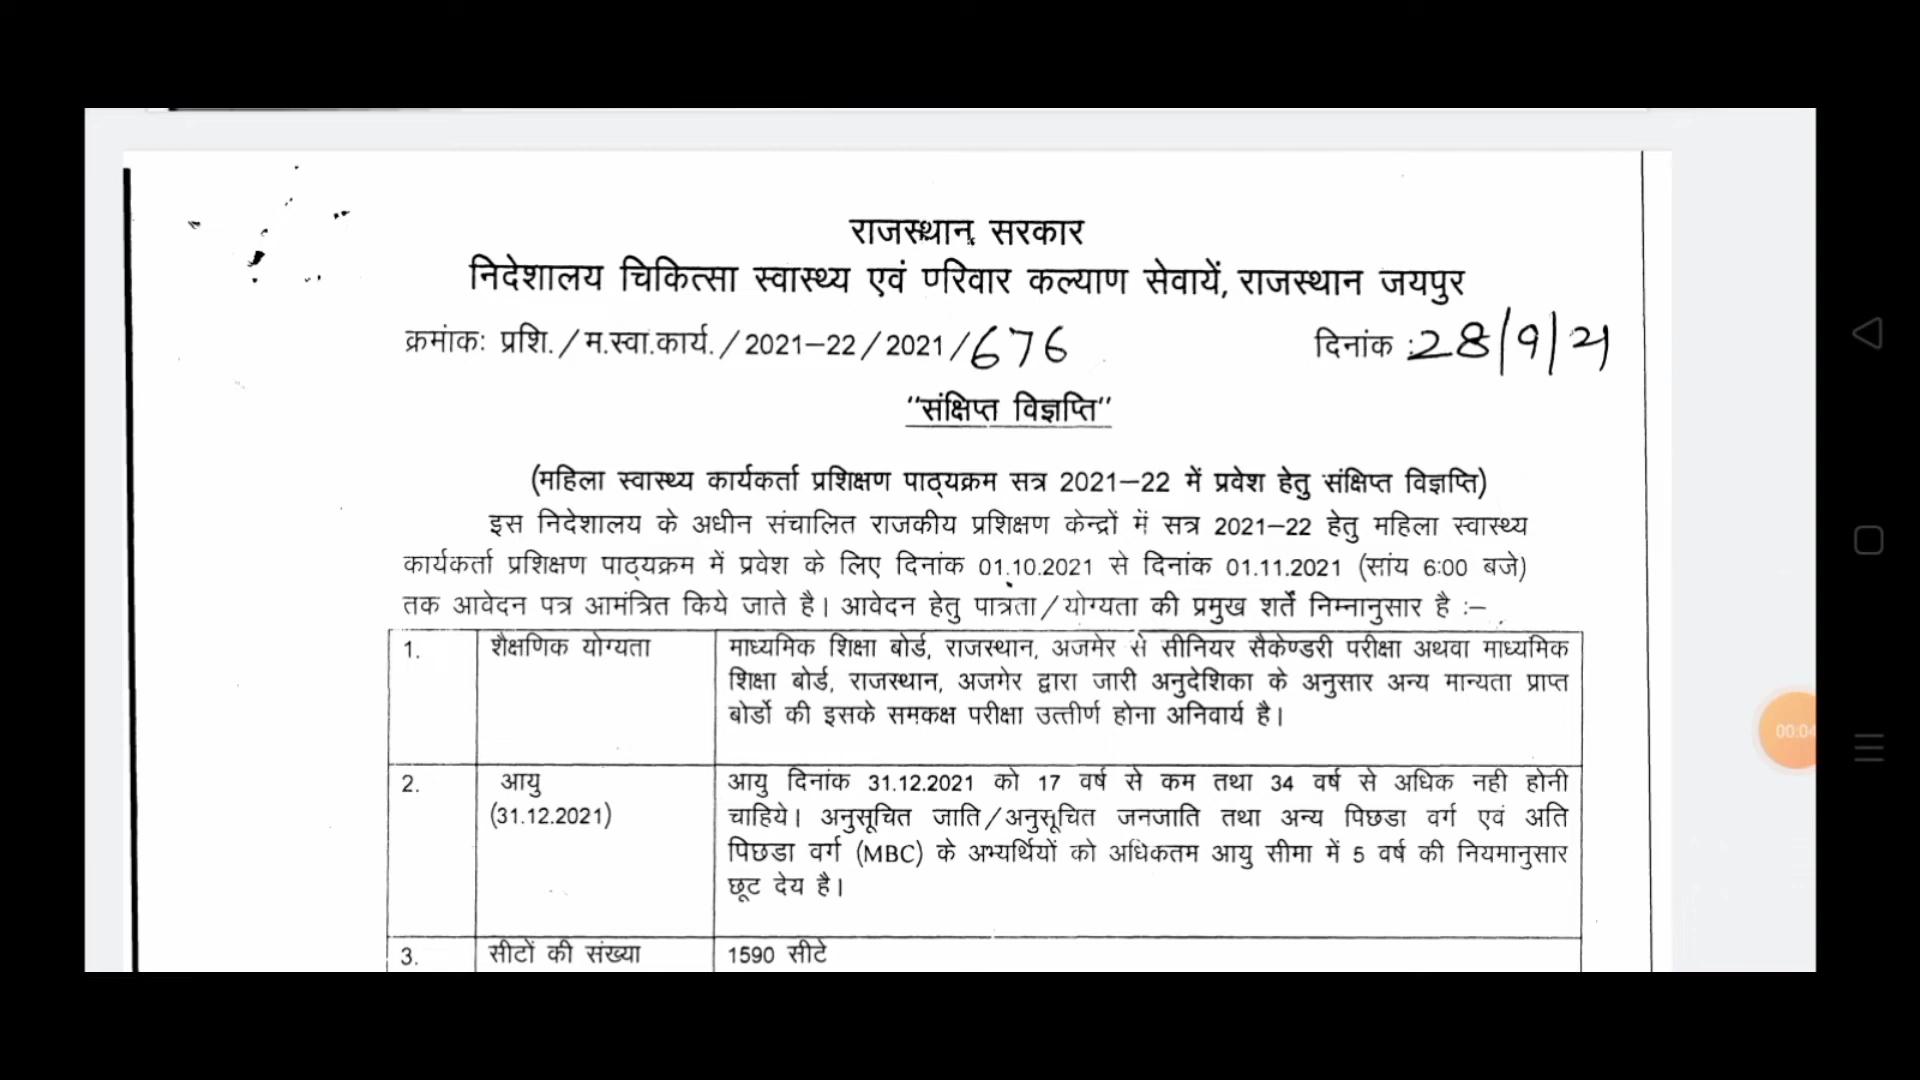 राजस्थान सरकार
निदेशालय चिकित्सा स्वास्थ्य एवं परिवार कल्याण सेवायें, राजस्थान जयपुर
क्रमांकः प्रशि./म.स्वा.कार्य./2021-22/2021/676 दिनांक :28/9/21
"संक्षिप्त विज्ञप्ति"
(महिला स्वास्थ्य कार्यकर्ता प्रशिक्षण पाठ्यक्रम सत्र 2021-22 में प्रवेश हेतु संक्षिप्त विज्ञप्ति)
इस निदेशालय के अधीन संचालित राजकीय प्रशिक्षण केन्द्रों में सत्र 2021-22 हेतु महिला स्वास्थ्य
कार्यकर्ता प्रशिक्षण पाठ्यक्रम में प्रवेश के लिए दिनांक 01.10.2021 से दिनांक 01.11.2021 (सांय 6:00 बजे)
तक आवेदन पत्र आमंत्रित किये जाते है। आवेदन हेतु पात्रता/योग्यता की प्रमुख शर्तें निम्नानुसार है :-
1. शैक्षणिक योग्यता माध्यमिक शिक्षा बोर्ड, राजस्थान, अजमेर से सीनियर सैकेण्डरी परीक्षा अथवा माध्यमिक
शिक्षा बोर्ड, राजस्थान, अजमेर द्वारा जारी अनुदेशिका के अनुसार अन्य मान्यता प्राप्त
बोर्डो की इसके समकक्ष परीक्षा उत्तीर्ण होना अनिवार्य है।
2. आयु आयु दिनांक 31.12.2021 को 17 वर्ष से कम तथा 34 वर्ष से अधिक नही होनी
(31.12.2021) चाहिये। अनुसूचित जाति/अनुसूचित जनजाति तथा अन्य पिछडा वर्ग एवं अति
पिछडा वर्ग (MBC) के अभ्यर्थियों को अधिकतम आयु सीमा में 5 वर्ष की नियमानुसार
छूट देय है।
3. सीटों की संख्या 1590 सीटे
00:04